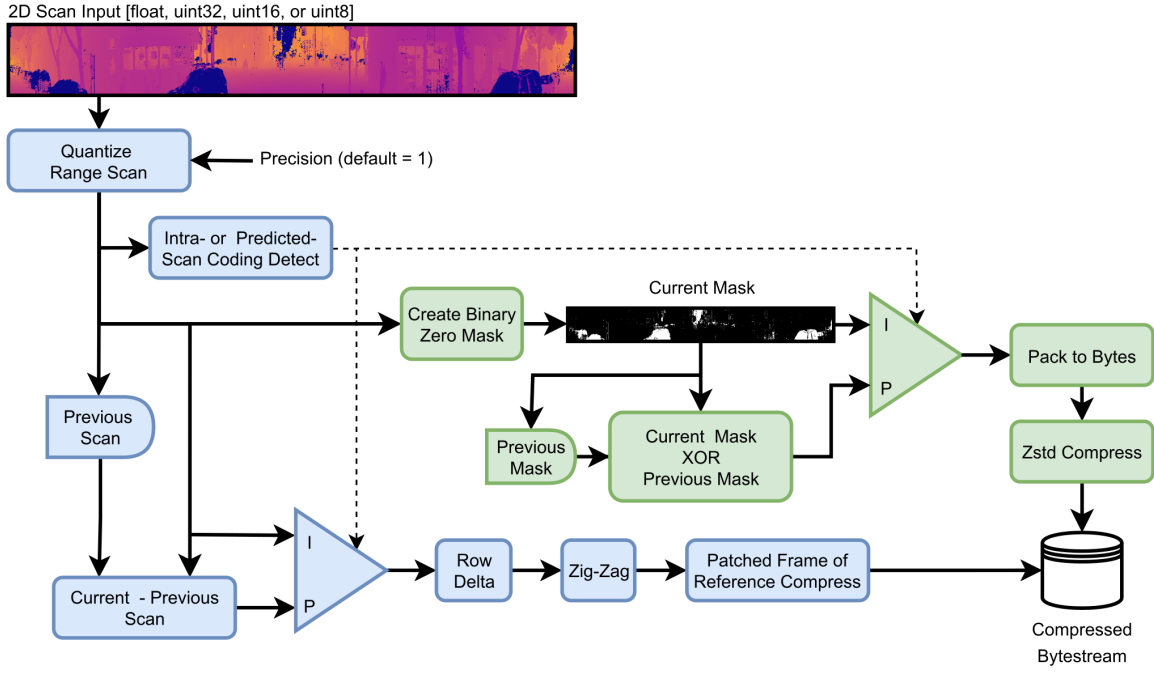 2D Scan Input [float, uint32, uint16, or uint8]
Quantize
Range Scan
Precision (default = 1)
Intra- or Predicted-
Scan Coding Detect
Current Mask
Create Binary
Zero Mask
I
P
Pack to Bytes
Previous
Scan
Previous
Mask
Current Mask
XOR
Previous Mask
Zstd Compress
I
P
Row
Delta
Zig-Zag
Patched Frame of
Reference Compress
Current - Previous
Scan
Compressed
Bytestream